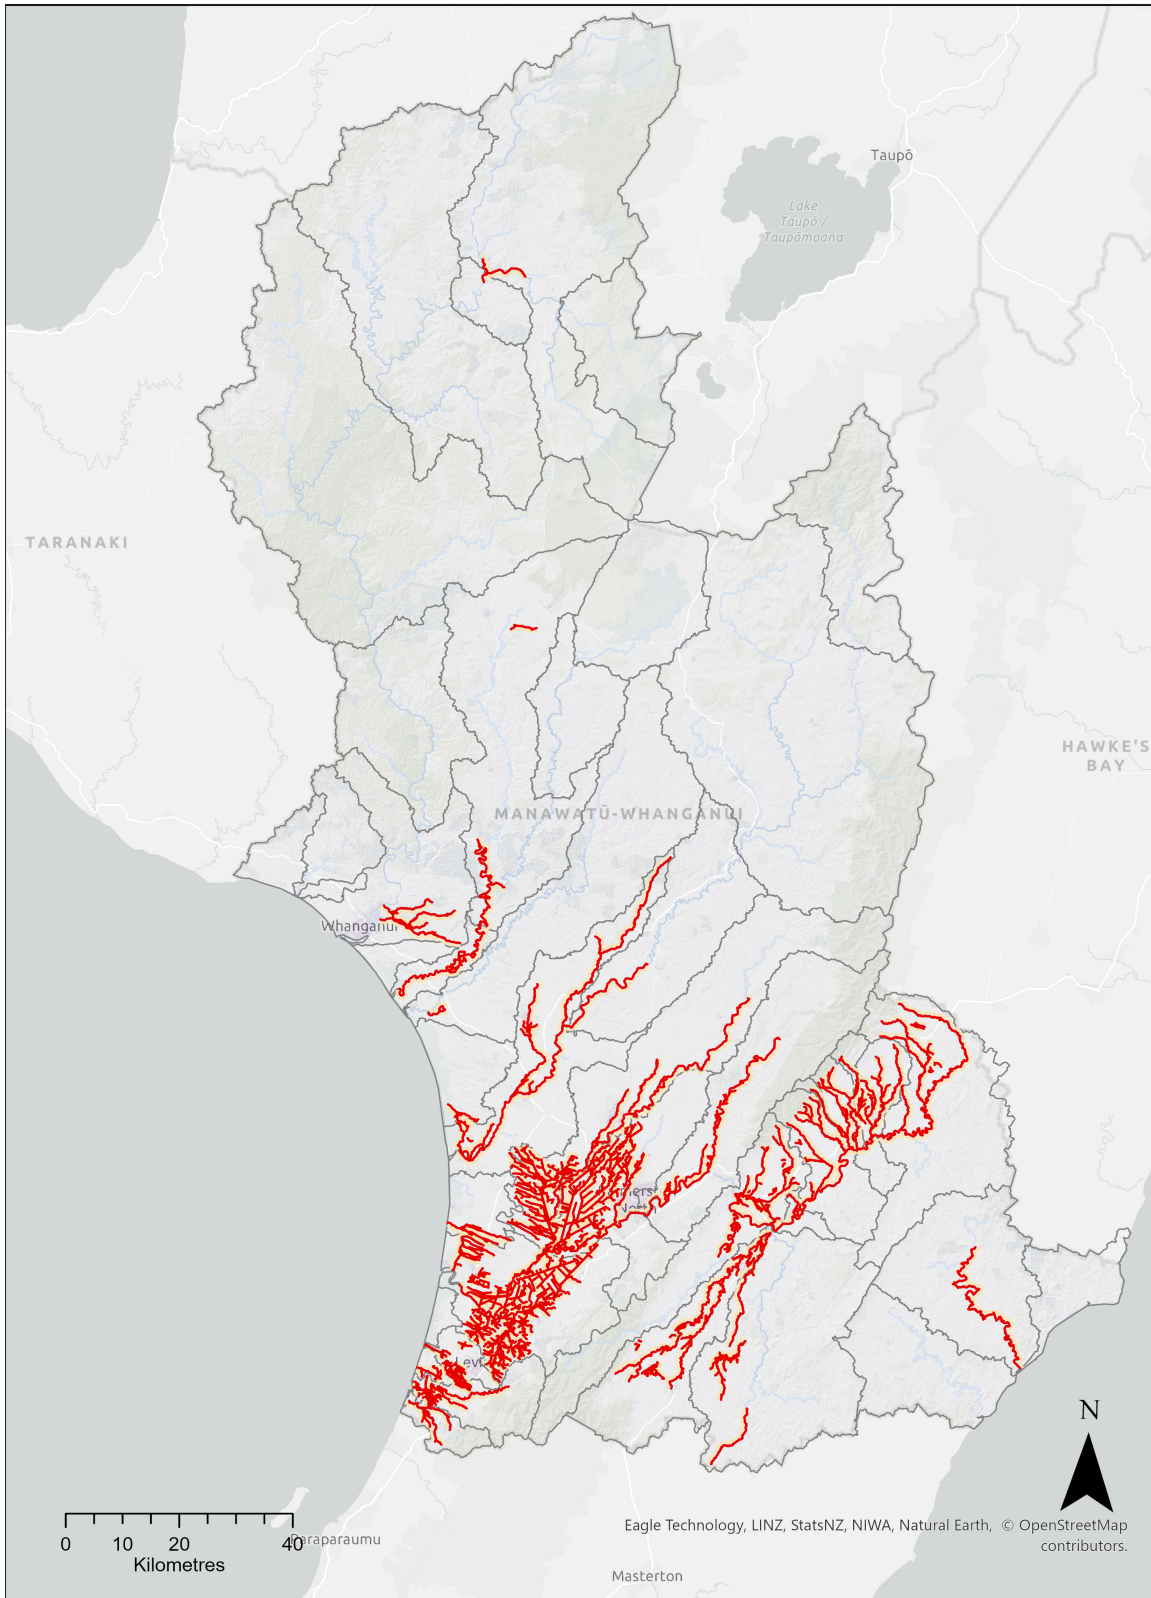 Taupō
Lake
Taupō /
Taupōmoana
TARANAKI
HAWKE'S
BAY
MANAWATŪ-WHANGANUI
Whanganui
North
N
0 10 20 40
Kilometres
Paraparaumu
Eagle Technology, LINZ, StatsNZ, NIWA, Natural Earth, © OpenStreetMap
contributors.
Masterton